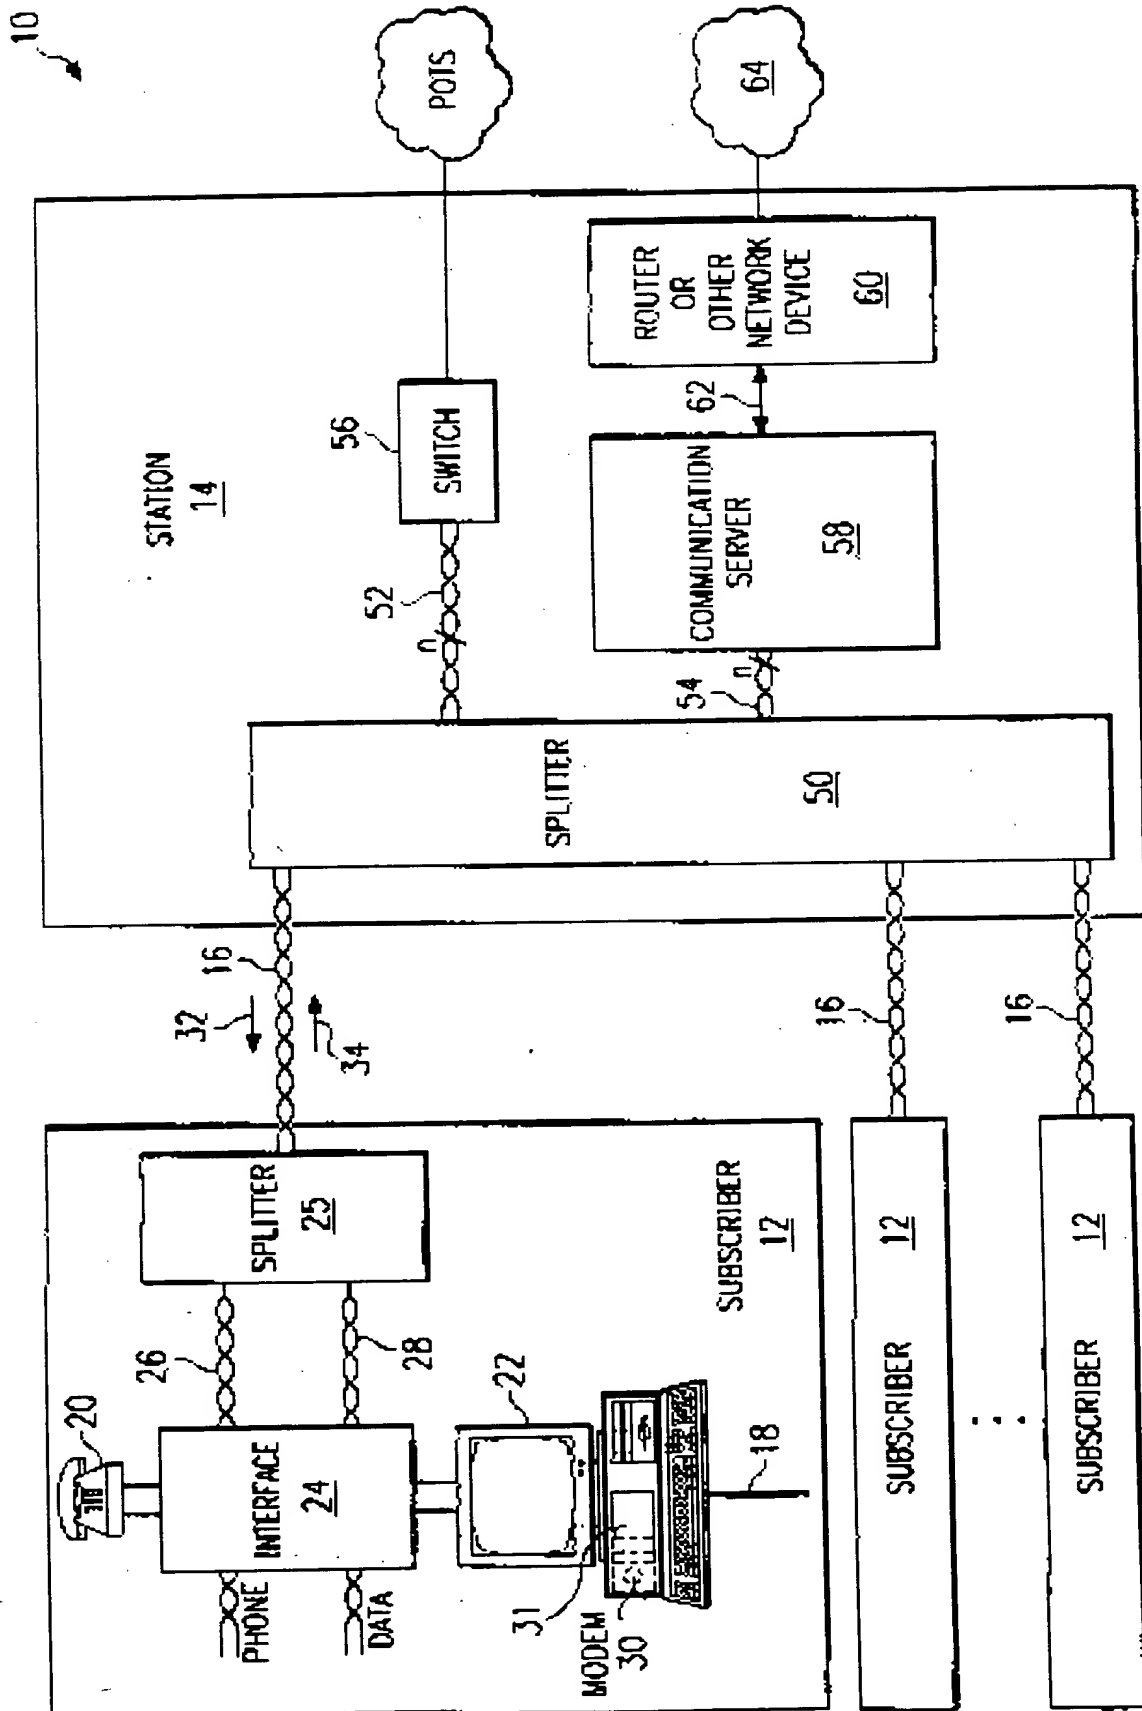 10
STATION
14
POTS
64
56
SWITCH
52
n
COMMUNICATION
SERVER
58
62
ROUTER
OR
OTHER
NETWORK
DEVICE
60
54
n
SPLITTER
50
32
16
34
16
16
20
PHONE
DATA
INTERFACE
24
26
28
SPLITTER
25
22
31
MODEM
30
18
SUBSCRIBER
12
SUBSCRIBER
12
SUBSCRIBER
12